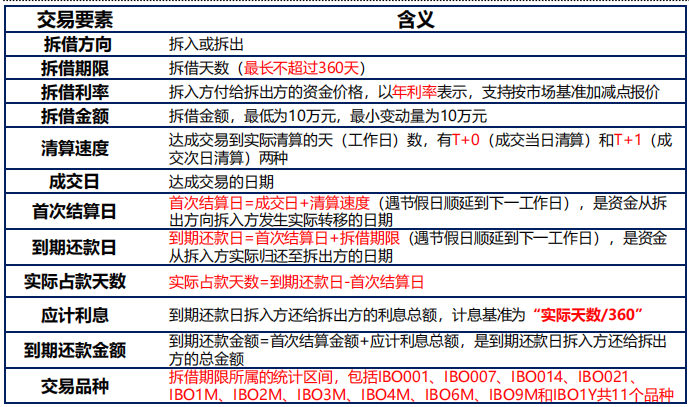 交易要素 含义
拆借方向 拆入或拆出
拆借期限 拆借天数（最长不超过360天）
拆借利率 拆入方付给拆出方的资金价格，以年利率表示，支持按市场基准加减点报价
拆借金额 拆借金额，最低为10万元，最小变动量为10万元
清算速度 达成交易到实际清算的天（工作日）数，有T+0（成交当日清算）和T+1（成
交次日清算）两种
成交日 达成交易的日期
首次结算日 首次结算日=成交日+清算速度（遇节假日顺延到下一工作日），是资金从拆
出方向拆入方发生实际转移的日期
到期还款日 到期还款日=首次结算日+拆借期限（遇节假日顺延到下一工作日），是资金
从拆入方实际归还至拆出方的日期
实际占款天数 实际占款天数=到期还款日-首次结算日
应计利息 到期还款日拆入方还给拆出方的利息总额，计息基准为“实际天数/360”
到期还款金额 到期还款金额=首次结算金额+应计利息总额，是到期还款日拆入方还给拆出
方的总金额
交易品种 拆借期限所属的统计区间，包括IBO001、IBO007、IBO014、IBO021、
IBO1M、IBO2M、IBO3M、IBO4M、IBO6M、IBO9M和IBO1Y共11个品种